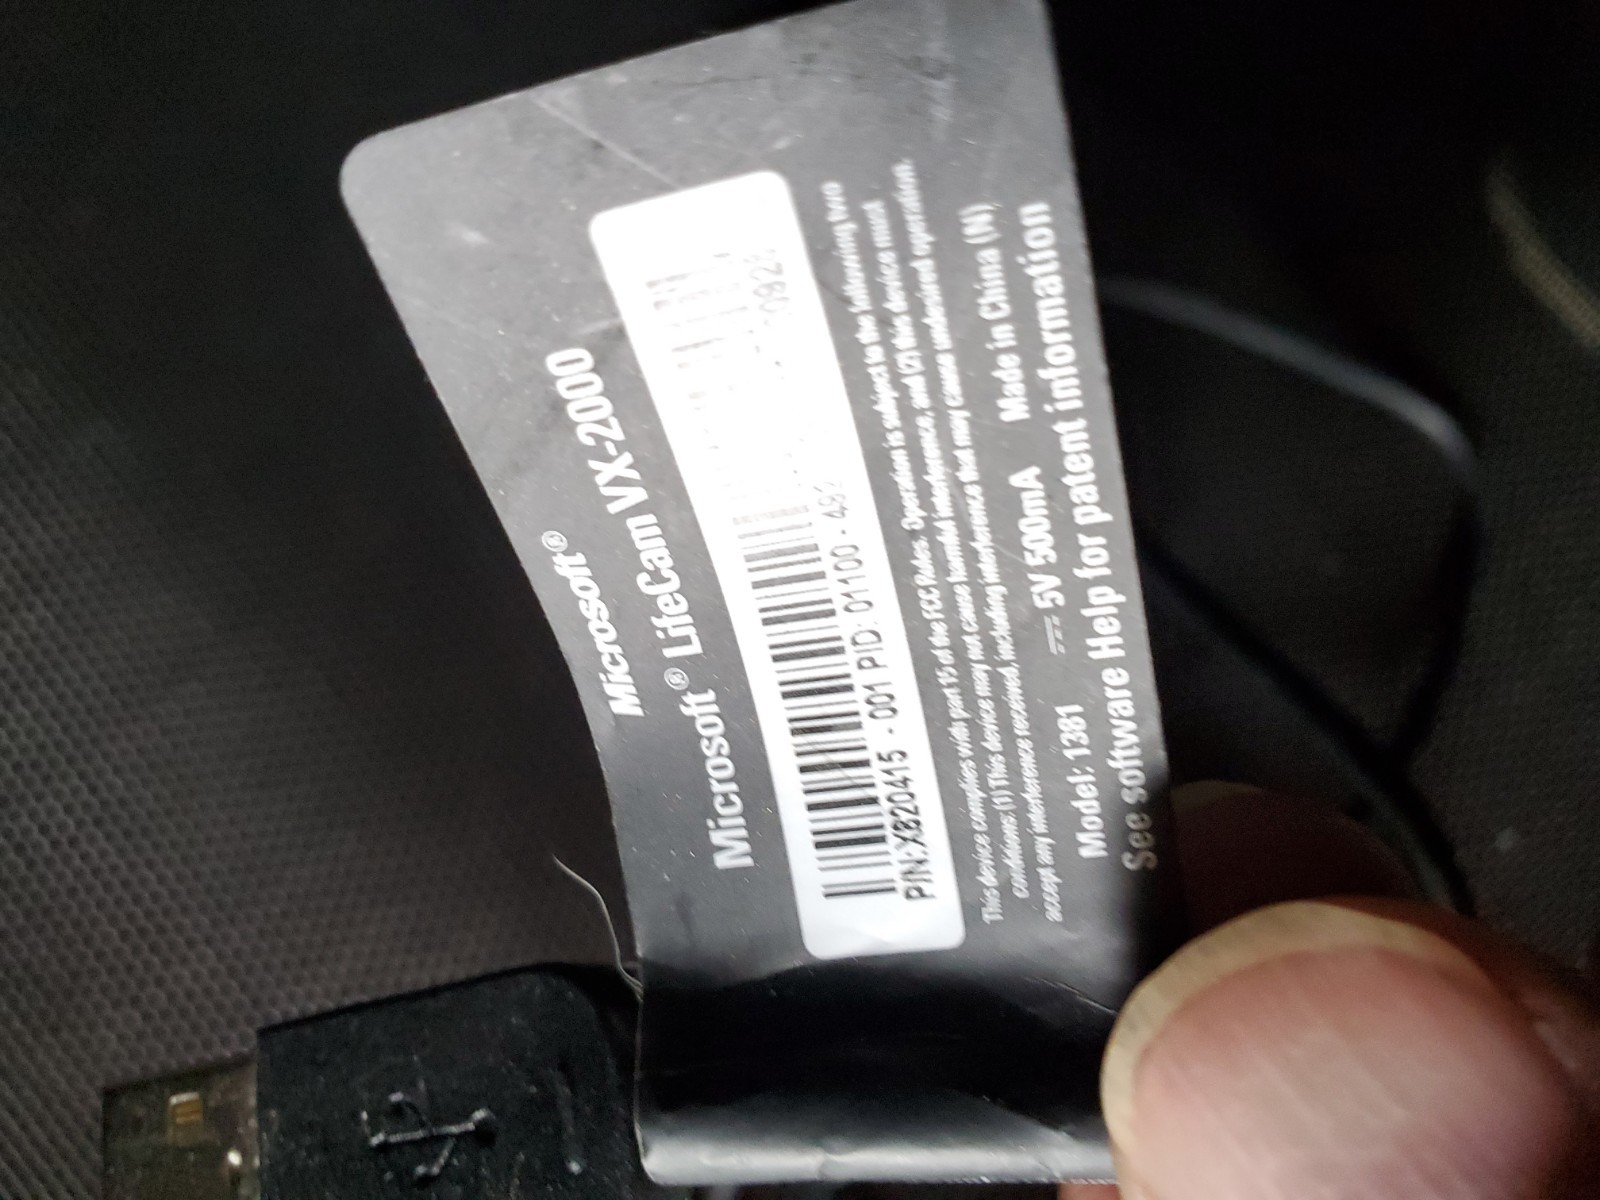 Microsoft®
Microsoft® LifeCam VX-2000
P/N:X820415 - 001 PID: 01100 - 492
This device complies with part 15 of the FCC Rules. Operation is subject to the following two
conditions: (1) This device may not cause harmful interference, and (2) this device must
accept any interference received, including interference that may cause undesired operation.
Model: 1381 5V 500mA Made in China (N)
See software Help for patent information